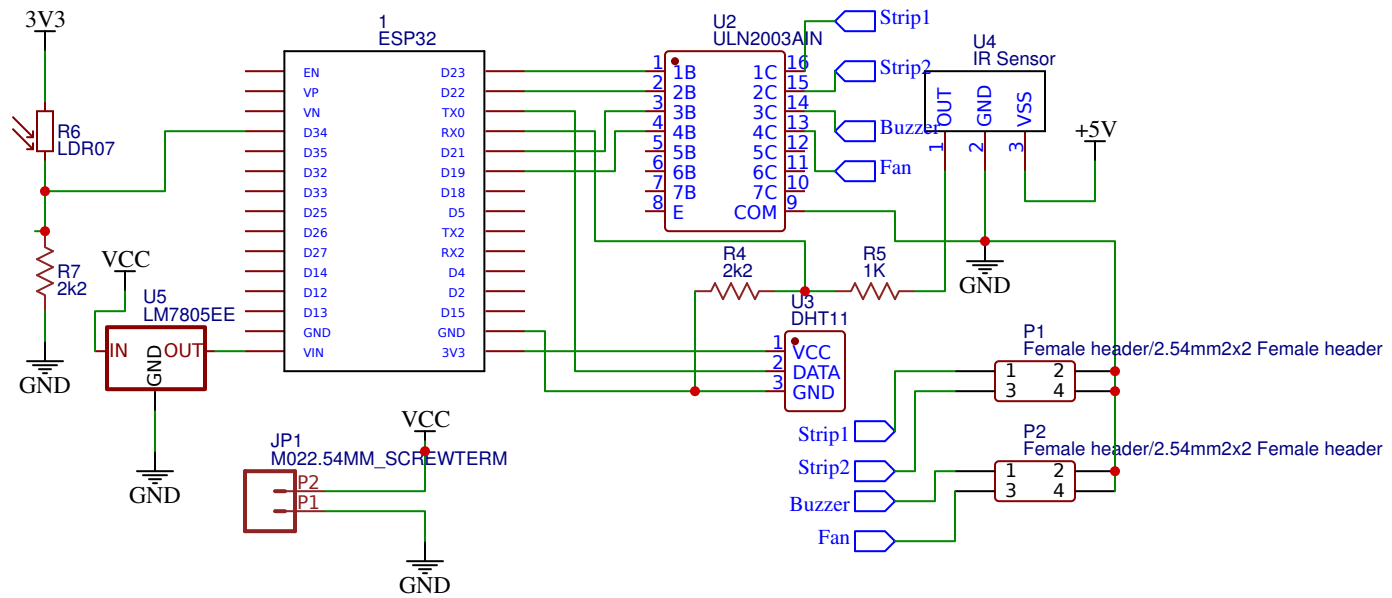 3V3
R6
LDR07
R7
2k2
GND
VCC
U5
LM7805EE
IN
GND
OUT
GND
1
ESP32
EN
VP
VN
D34
D35
D32
D33
D25
D26
D27
D14
D12
D13
GND
VIN
D23
D22
TX0
RX0
D21
D19
D18
D5
TX2
RX2
D4
D2
D15
GND
3V3
U2
ULN2003AIN
1 1B 1C 16
2 2B 2C 15
3 3B 3C 14
4 4B 4C 13
5 5B 5C 12
6 6B 6C 11
7 7B 7C 10
8 E COM 9
Strip1
Strip2
Buzzer
Fan
U4
IR Sensor
OUT
GND
VSS
1
2
3
+5V
GND
R4
2k2
R5
1K
U3
DHT11
1 VCC
2 DATA
3 GND
P1
Female header/2.54mm2x2 Female header
1 2
3 4
Strip1
Strip2
P2
Female header/2.54mm2x2 Female header
1 2
3 4
Buzzer
Fan
VCC
JP1
M022.54MM_SCREWTERM
P2
P1
GND